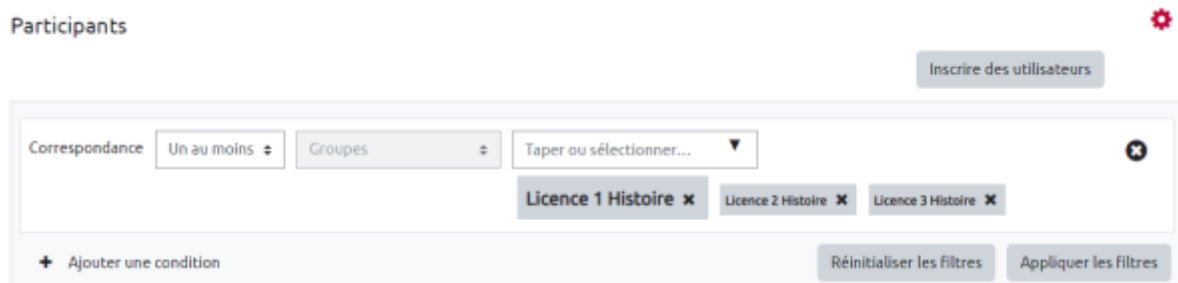 Participants
Inscrire des utilisateurs
Correspondance Un au moins Groupes Taper ou sélectionner...
Licence 1 Histoire Licence 2 Histoire Licence 3 Histoire
Ajouter une condition Réinitialiser les filtres Appliquer les filtres